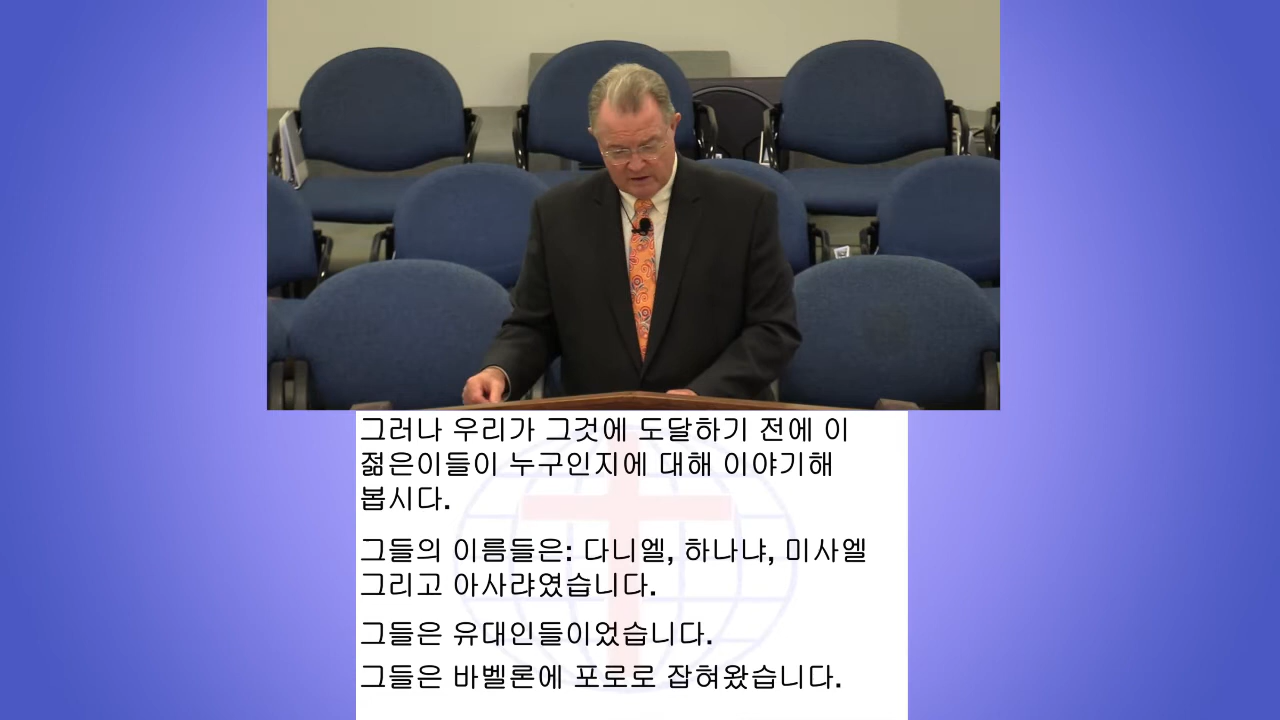 그러나 우리가 그것에 도달하기 전에 이
젊은이들이 누구인지에 대해 이야기해
봅시다.
그들의 이름들은: 다니엘, 하나냐, 미사엘
그리고 아사랴였습니다.
그들은 유대인들이었습니다.
그들은 바벨론에 포로로 잡혀왔습니다.